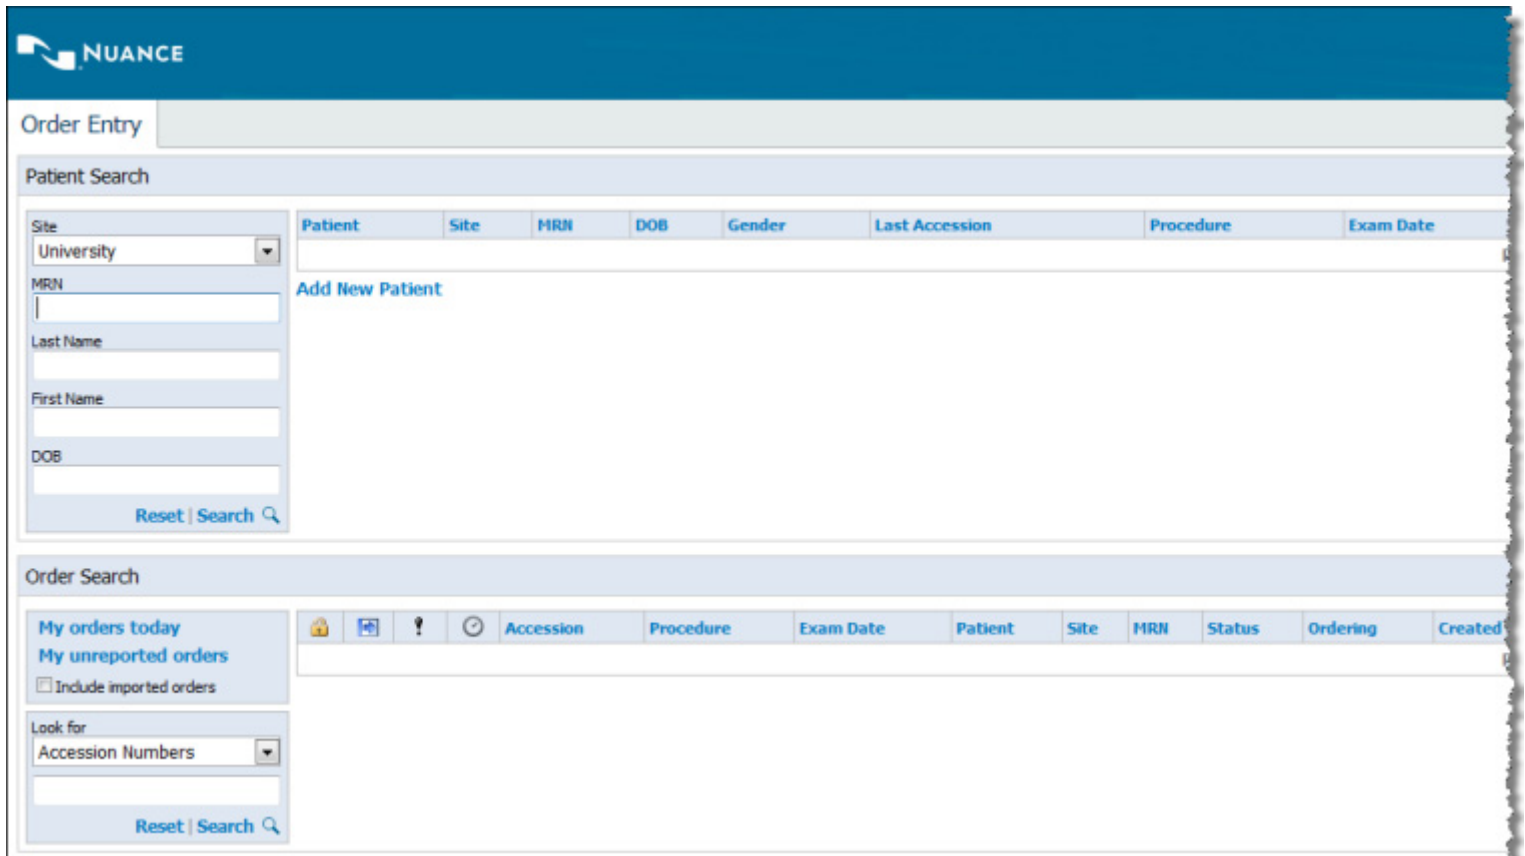 NUANCE
Order Entry
Patient Search
Site
University
MRN
Last Name
First Name
DOB
Reset | Search
Patient Site MRN DOB Gender Last Accession Procedure Exam Date
Add New Patient
Order Search
My orders today
My unreported orders
Include imported orders
Look for
Accession Numbers
Reset | Search
Accession Procedure Exam Date Patient Site MRN Status Ordering Created